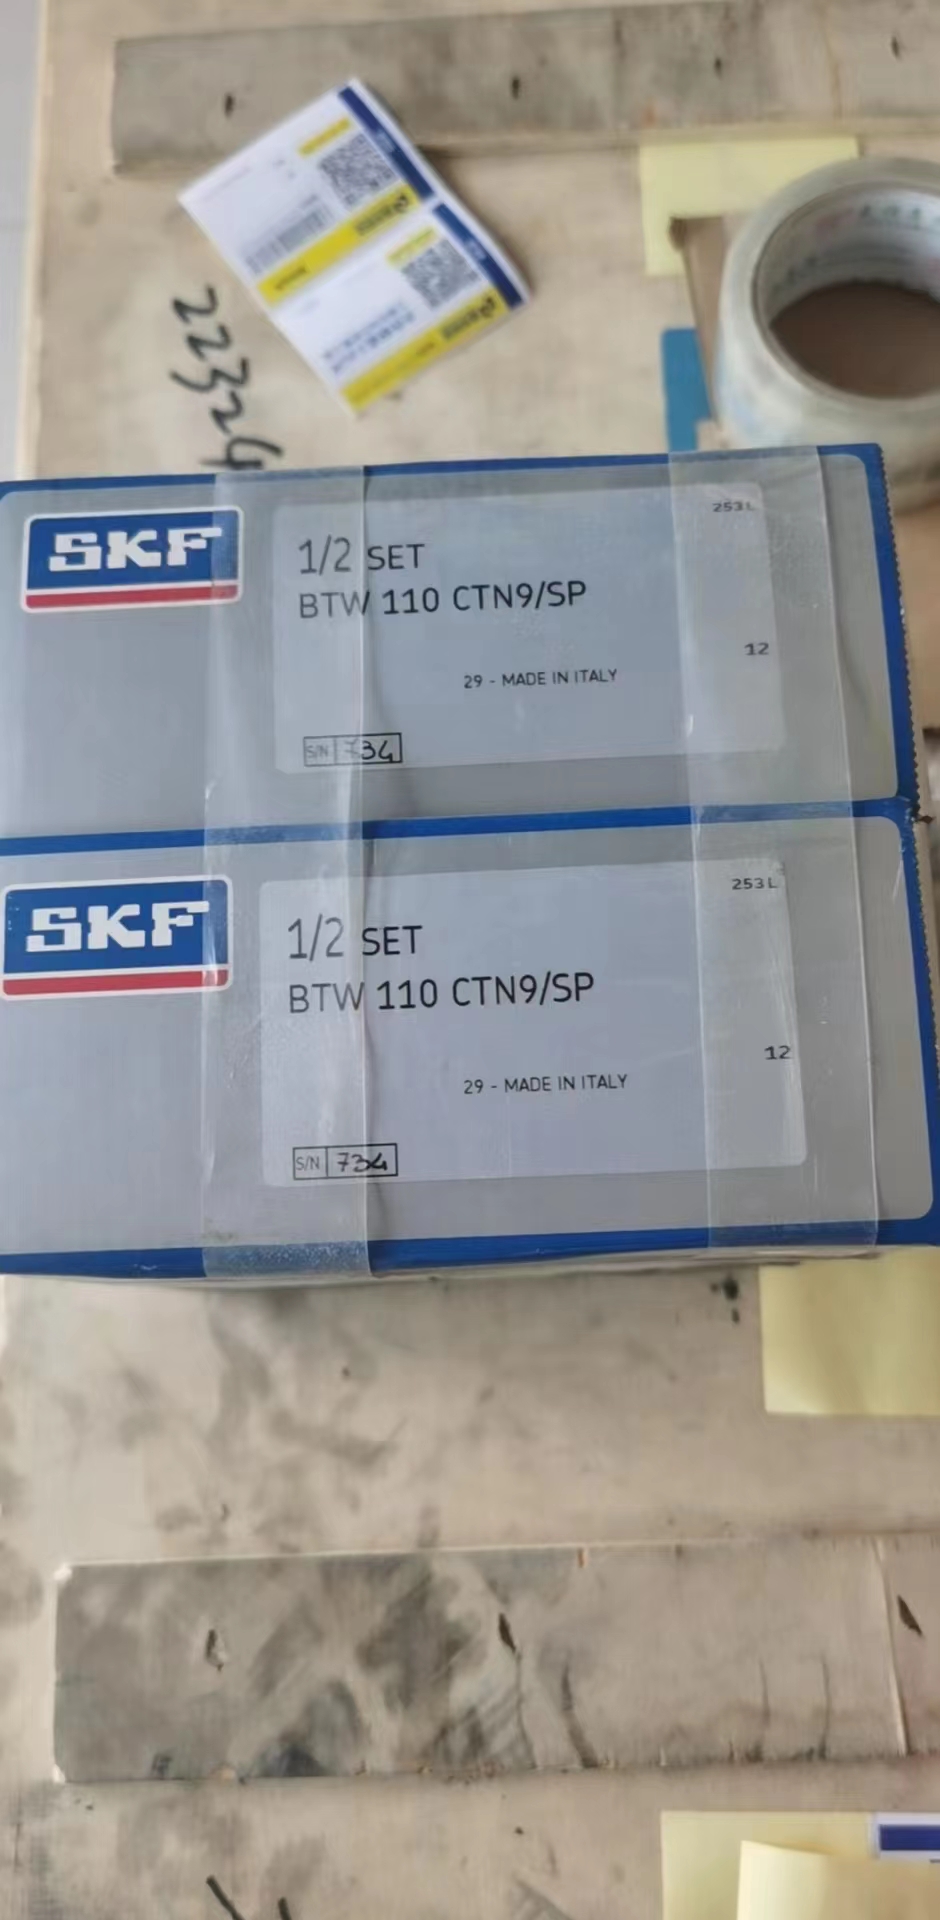 22324
SKF
1/2 SET
BTW 110 CTN9/SP
253L
12
29 - MADE IN ITALY
S/N 734
SKF
1/2 SET
BTW 110 CTN9/SP
253L
12
29 - MADE IN ITALY
S/N 734